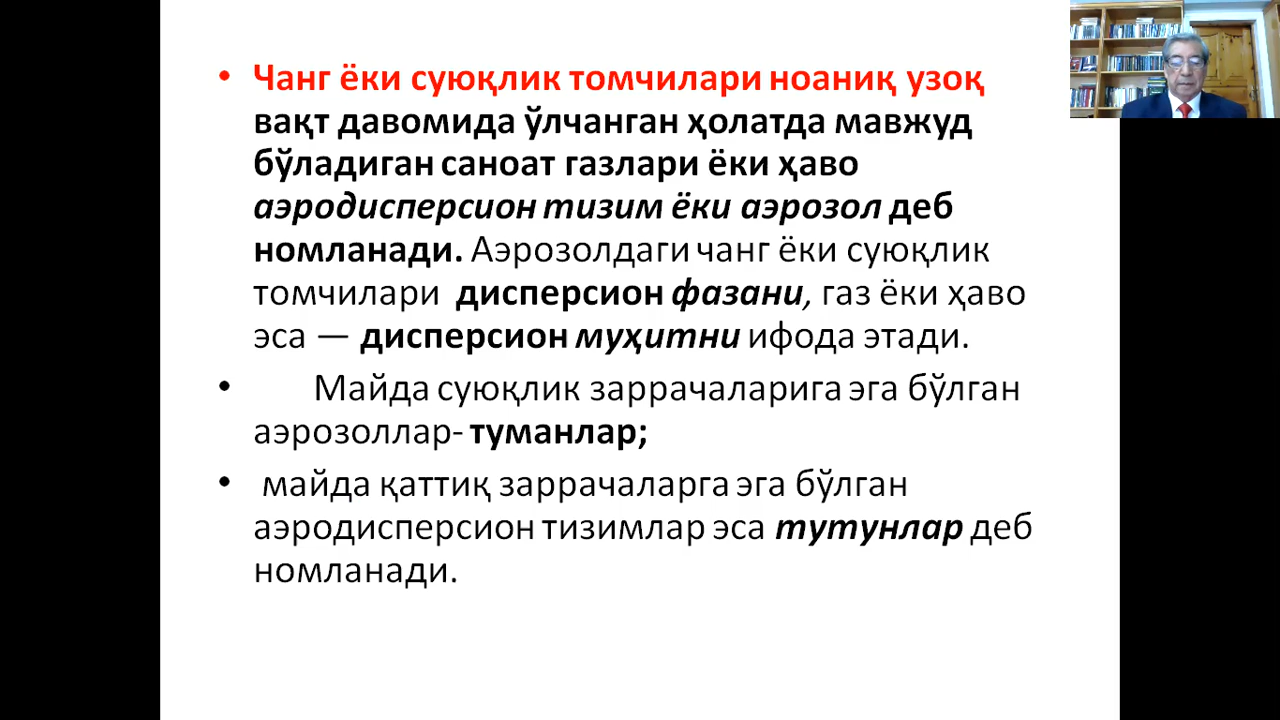 • Чанг ёки суюқлик томчилари ноаниқ узоқ
вақт давомида ўлчанган ҳолатда мавжуд
бўладиган саноат газлари ёки ҳаво
аэродисперсион тизим ёки аэрозол деб
номланади. Аэрозолдаги чанг ёки суюқлик
томчилари дисперсион фазани, газ ёки ҳаво
эса — дисперсион муҳитни ифода этади.
• Майда суюқлик заррачаларига эга бўлган
аэрозоллар- туманлар;
• майда қаттиқ заррачаларга эга бўлган
аэродисперсион тизимлар эса тутунлар деб
номланади.